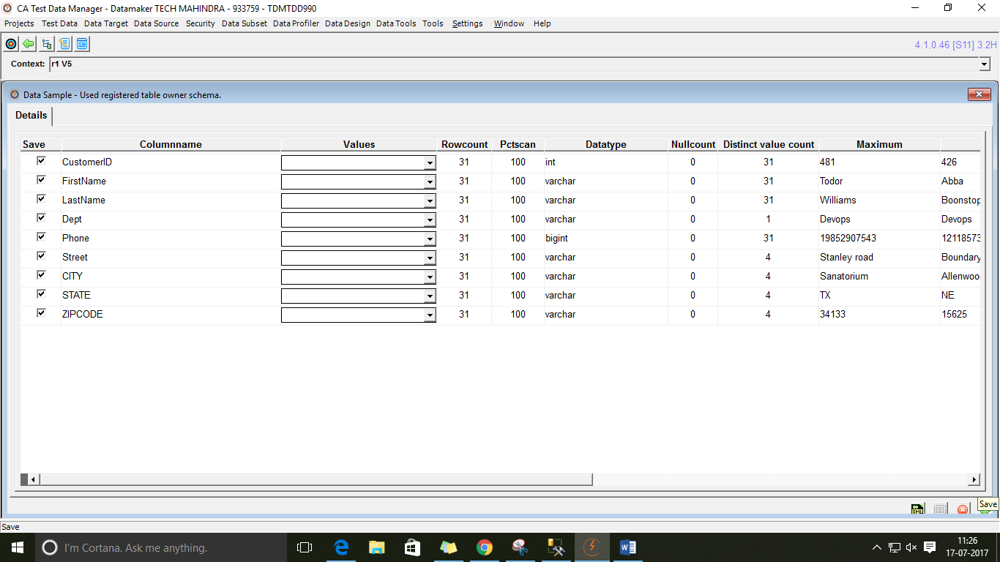 CA Test Data Manager - Datamaker TECH MAHINDRA - 933759 - TDMTDD990
Projects Test Data Data Target Data Source Security Data Subset Data Profiler Data Design Data Tools Tools Settings Window Help
4.1.0.46 [S11] 3.2H
Context: r1 V5
Data Sample - Used registered table owner schema.
Details
Save Columnname Values Rowcount Pctscan Datatype Nullcount Distinct value count Maximum
CustomerID 31 100 int 0 31 481 426
FirstName 31 100 varchar 0 31 Todor Abba
LastName 31 100 varchar 0 31 Williams Boonstop
Dept 31 100 varchar 0 1 Devops Devops
Phone 31 100 bigint 0 31 19852907543 12118573
Street 31 100 varchar 0 4 Stanley road Boundary
CITY 31 100 varchar 0 4 Sanatorium Allenwoo
STATE 31 100 varchar 0 4 TX NE
ZIPCODE 31 100 varchar 0 4 34133 15625
XML
Save
Save
I'm Cortana. Ask me anything.
11:26
17-07-2017